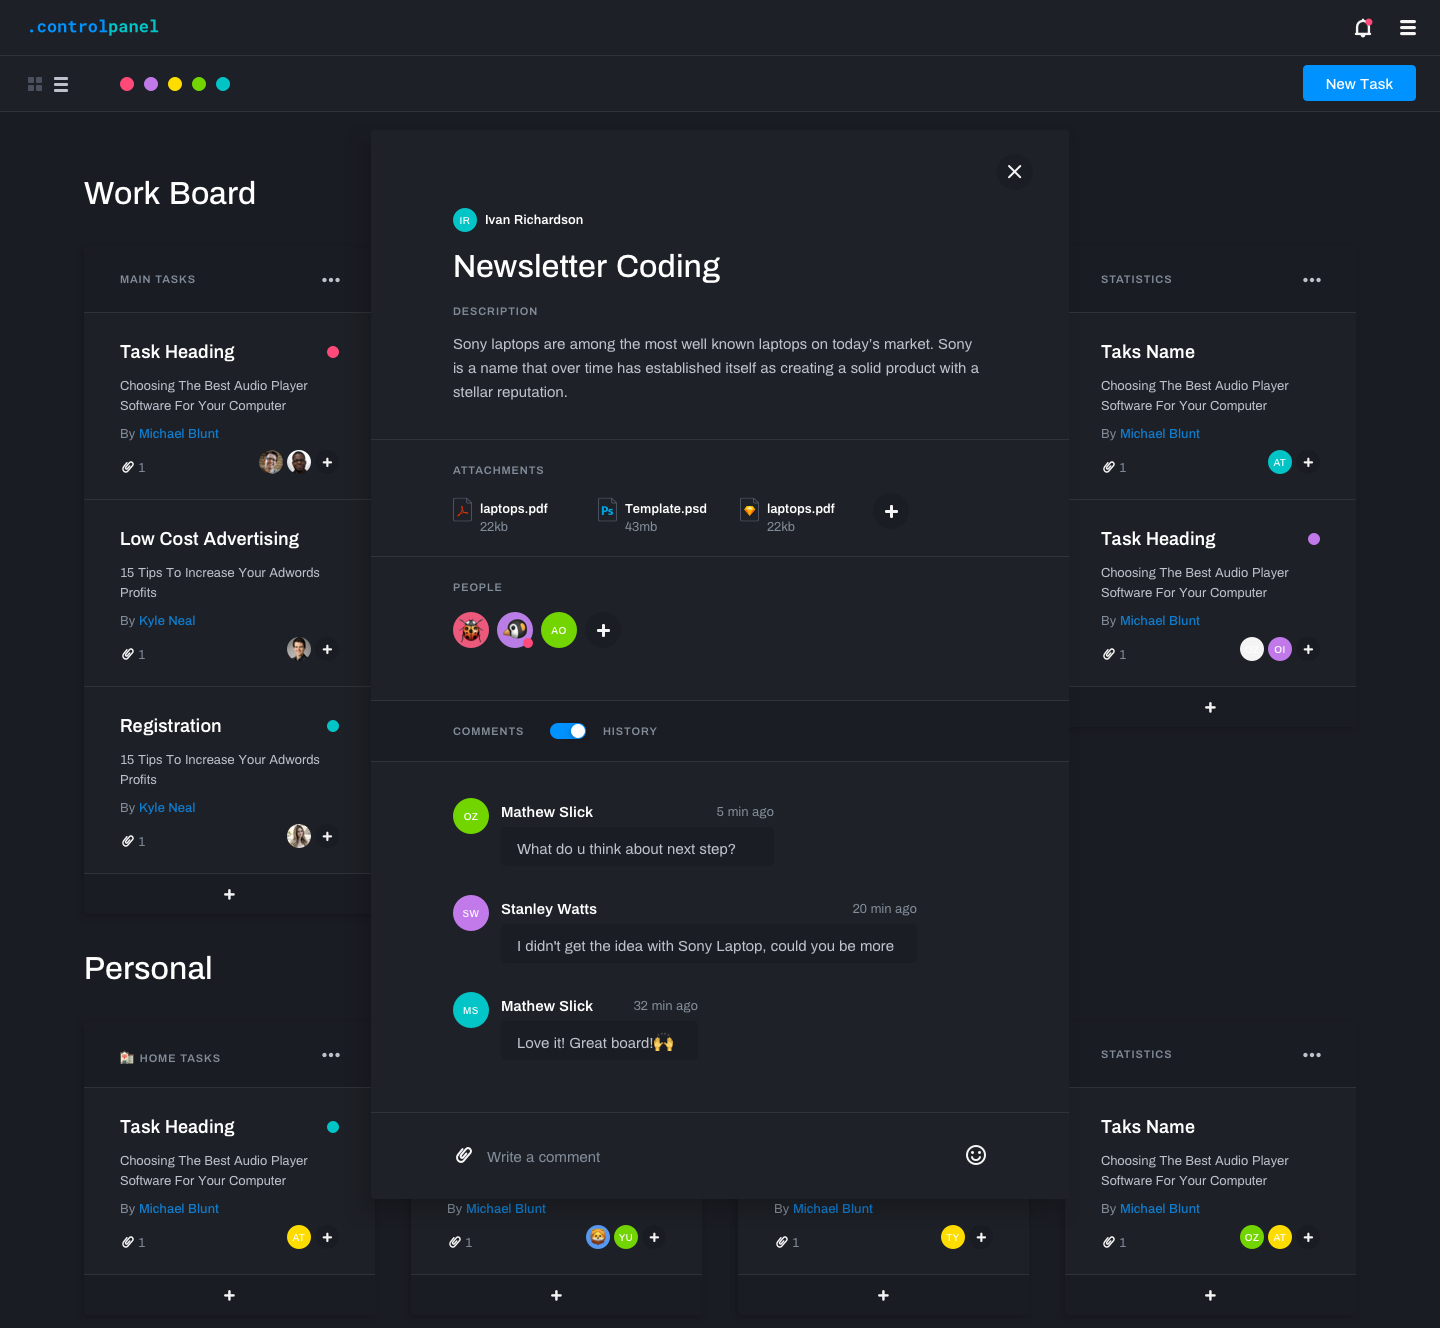 .controlpanel
New Task
Work Board
MAIN TASKS
Task Heading
Choosing The Best Audio Player
Software For Your Computer
By Michael Blunt
1
Low Cost Advertising
15 Tips To Increase Your Adwords
Profits
By Kyle Neal
1
Registration
15 Tips To Increase Your Adwords
Profits
By Kyle Neal
1
IR Ivan Richardson
Newsletter Coding
DESCRIPTION
Sony laptops are among the most well known laptops on today's market. Sony
is a name that over time has established itself as creating a solid product with a
stellar reputation.
ATTACHMENTS
laptops.pdf
22kb
Ps
Template.psd
43mb
laptops.pdf
22kb
PEOPLE
AO
COMMENTS
HISTORY
OZ
Mathew Slick 5 min ago
What do u think about next step?
SW
Stanley Watts 20 min ago
I didn't get the idea with Sony Laptop, could you be more
MS
Mathew Slick 32 min ago
Love it! Great board!🙌
Write a comment
STATISTICS
Taks Name
Choosing The Best Audio Player
Software For Your Computer
By Michael Blunt
1
AT
Task Heading
Choosing The Best Audio Player
Software For Your Computer
By Michael Blunt
1
OI
Personal
HOME TASKS
Task Heading
Choosing The Best Audio Player
Software For Your Computer
By Michael Blunt
1
AT
By Michael Blunt
1
YU
By Michael Blunt
1
TY
STATISTICS
Taks Name
Choosing The Best Audio Player
Software For Your Computer
By Michael Blunt
1
OZ AT